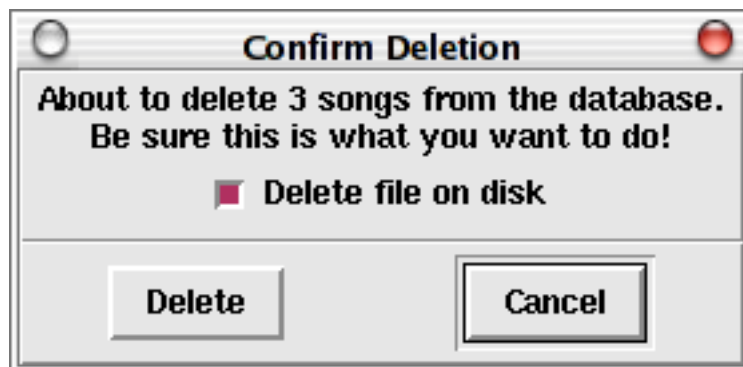 Confirm Deletion
About to delete 3 songs from the database.
Be sure this is what you want to do!
Delete file on disk
Delete
Cancel